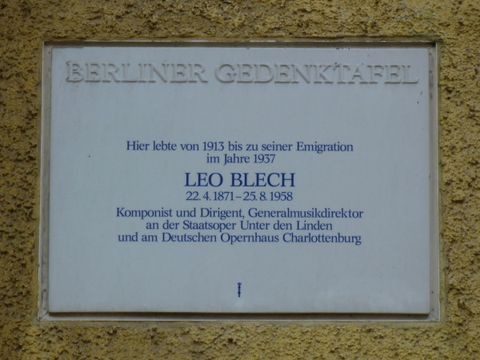 BERLINER GEDENKTAFEL
Hier lebte von 1913 bis zu seiner Emigration
im Jahre 1937
LEO BLECH
22.4.1871–25.8.1958
Komponist und Dirigent, Generalmusikdirektor
an der Staatsoper Unter den Linden
und am Deutschen Opernhaus Charlottenburg